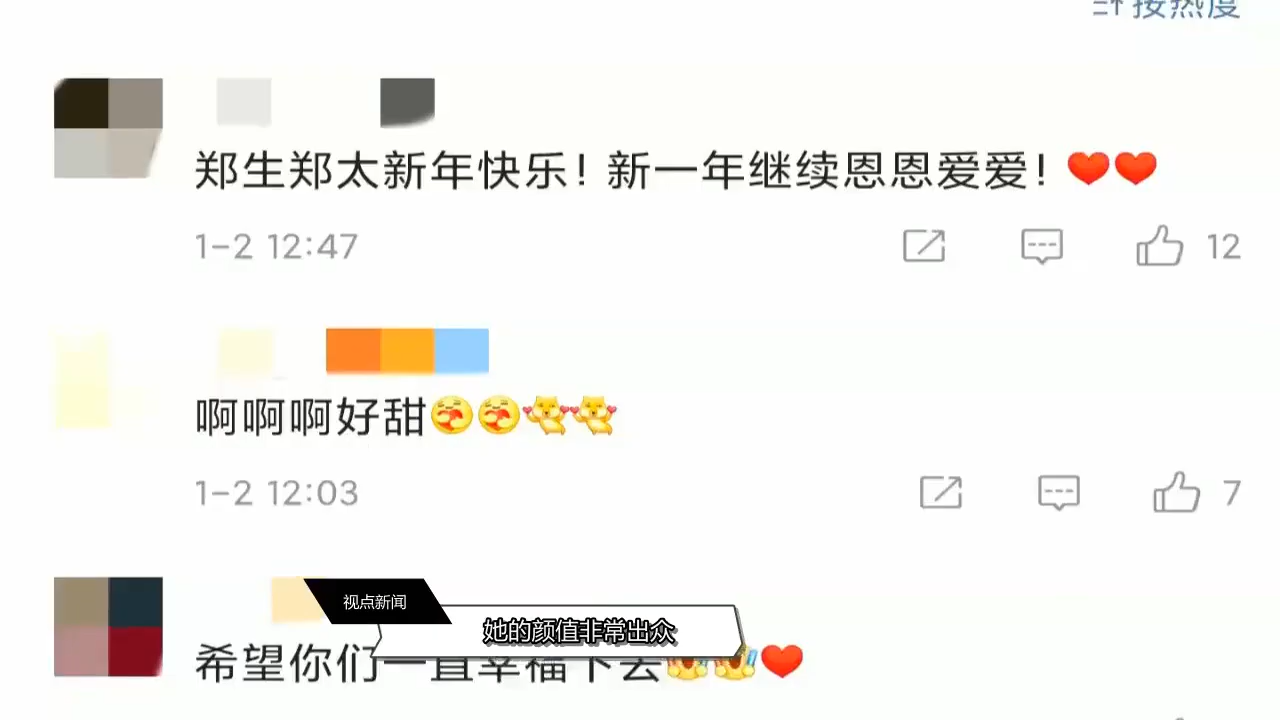 按热度
郑生郑太新年快乐！新一年继续恩恩爱爱！
1-2 12:47
12
啊啊啊好甜
1-2 12:03
7
视点新闻
她的颜值非常出众
希望你们一直幸福下去